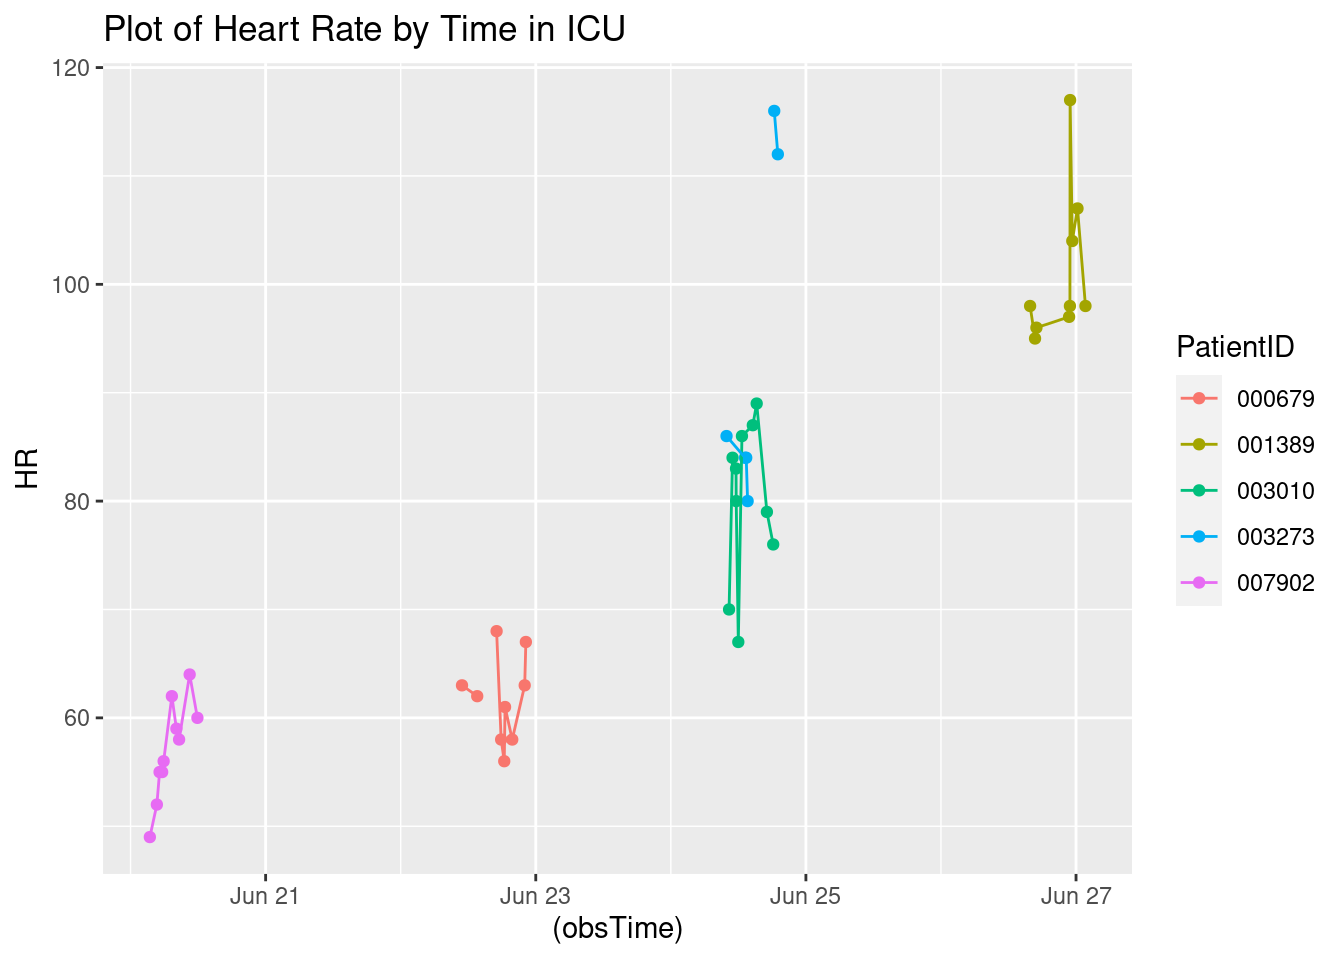 Plot of Heart Rate by Time in ICU
120
100
80
60
HR
Jun 21
Jun 23
Jun 25
Jun 27
(obsTime)
PatientID
000679
001389
003010
003273
007902